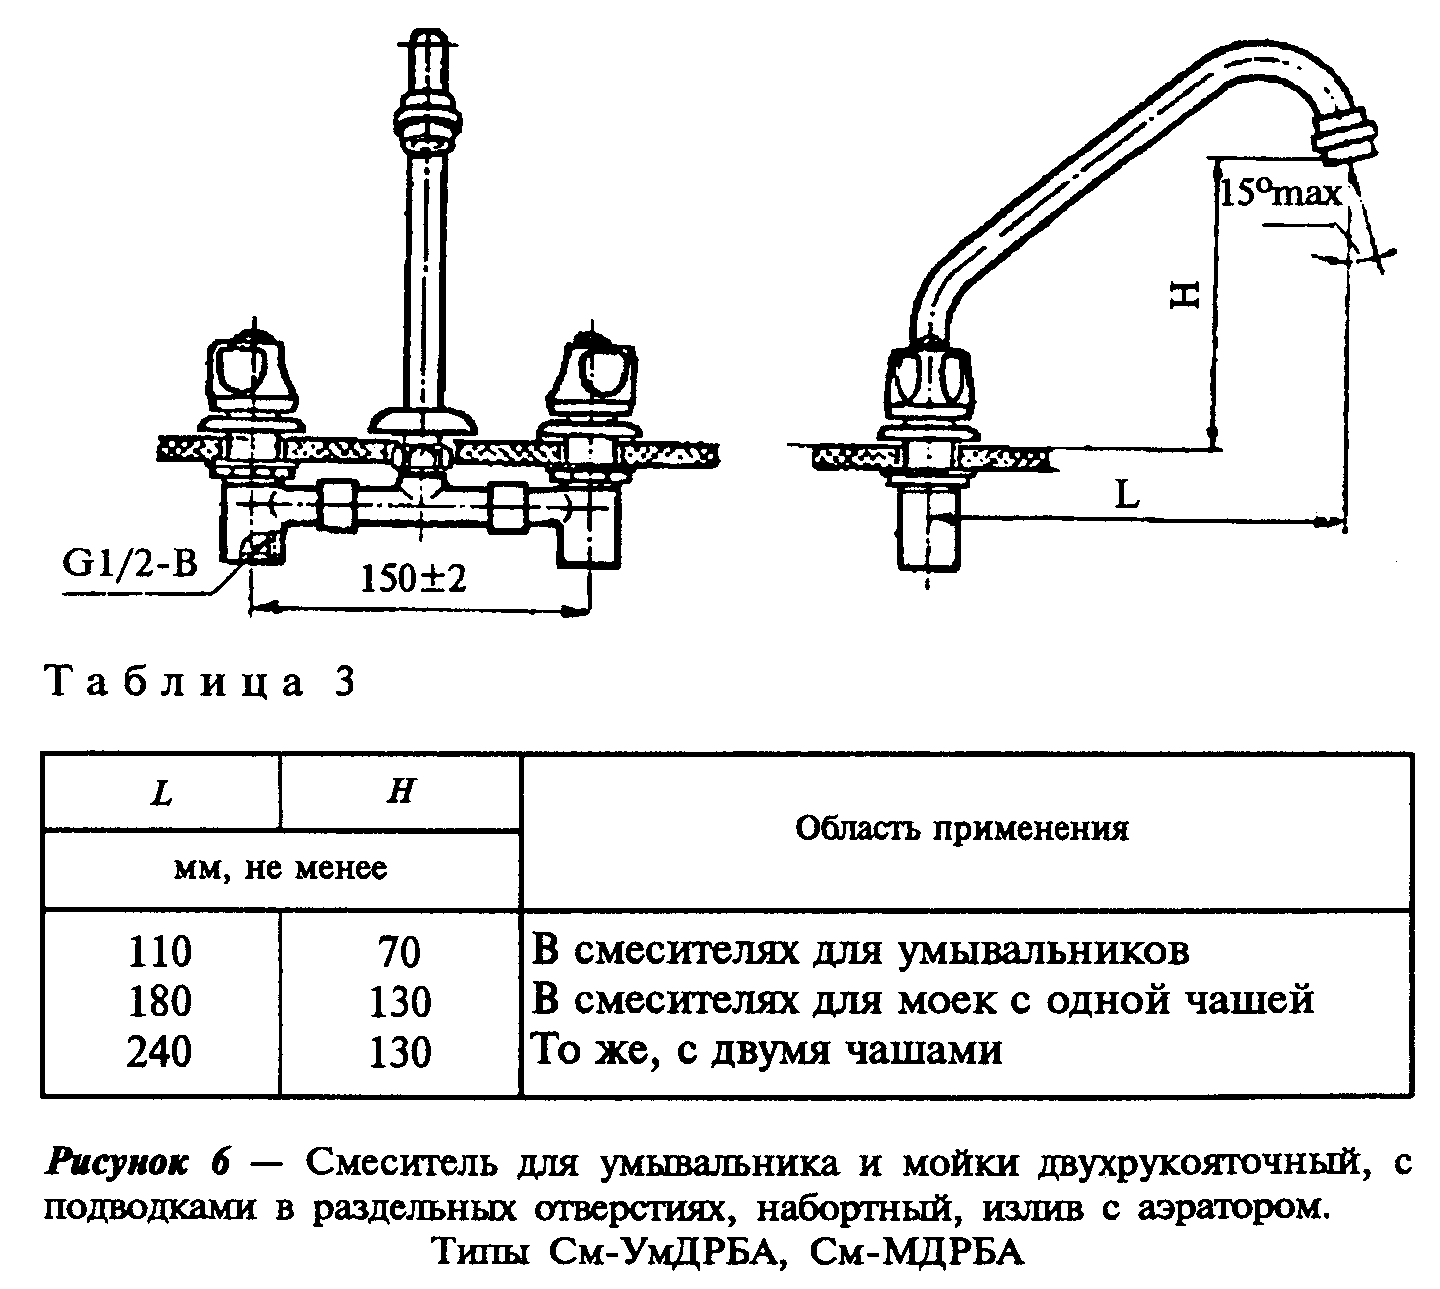 15°max
H
L
G1/2-B
150±2
Таблица 3
L
H
Область применения
мм, не менее
110
70
В смесителях для умывальников
180
130
В смесителях для моек с одной чашей
240
130
То же, с двумя чашами
Рисунок 6 — Смеситель для умывальника и мойки двухрукояточный, с
подводками в раздельных отверстиях, набортный, излив с аэратором.
Типы См-УмДРБА, См-МДРБА